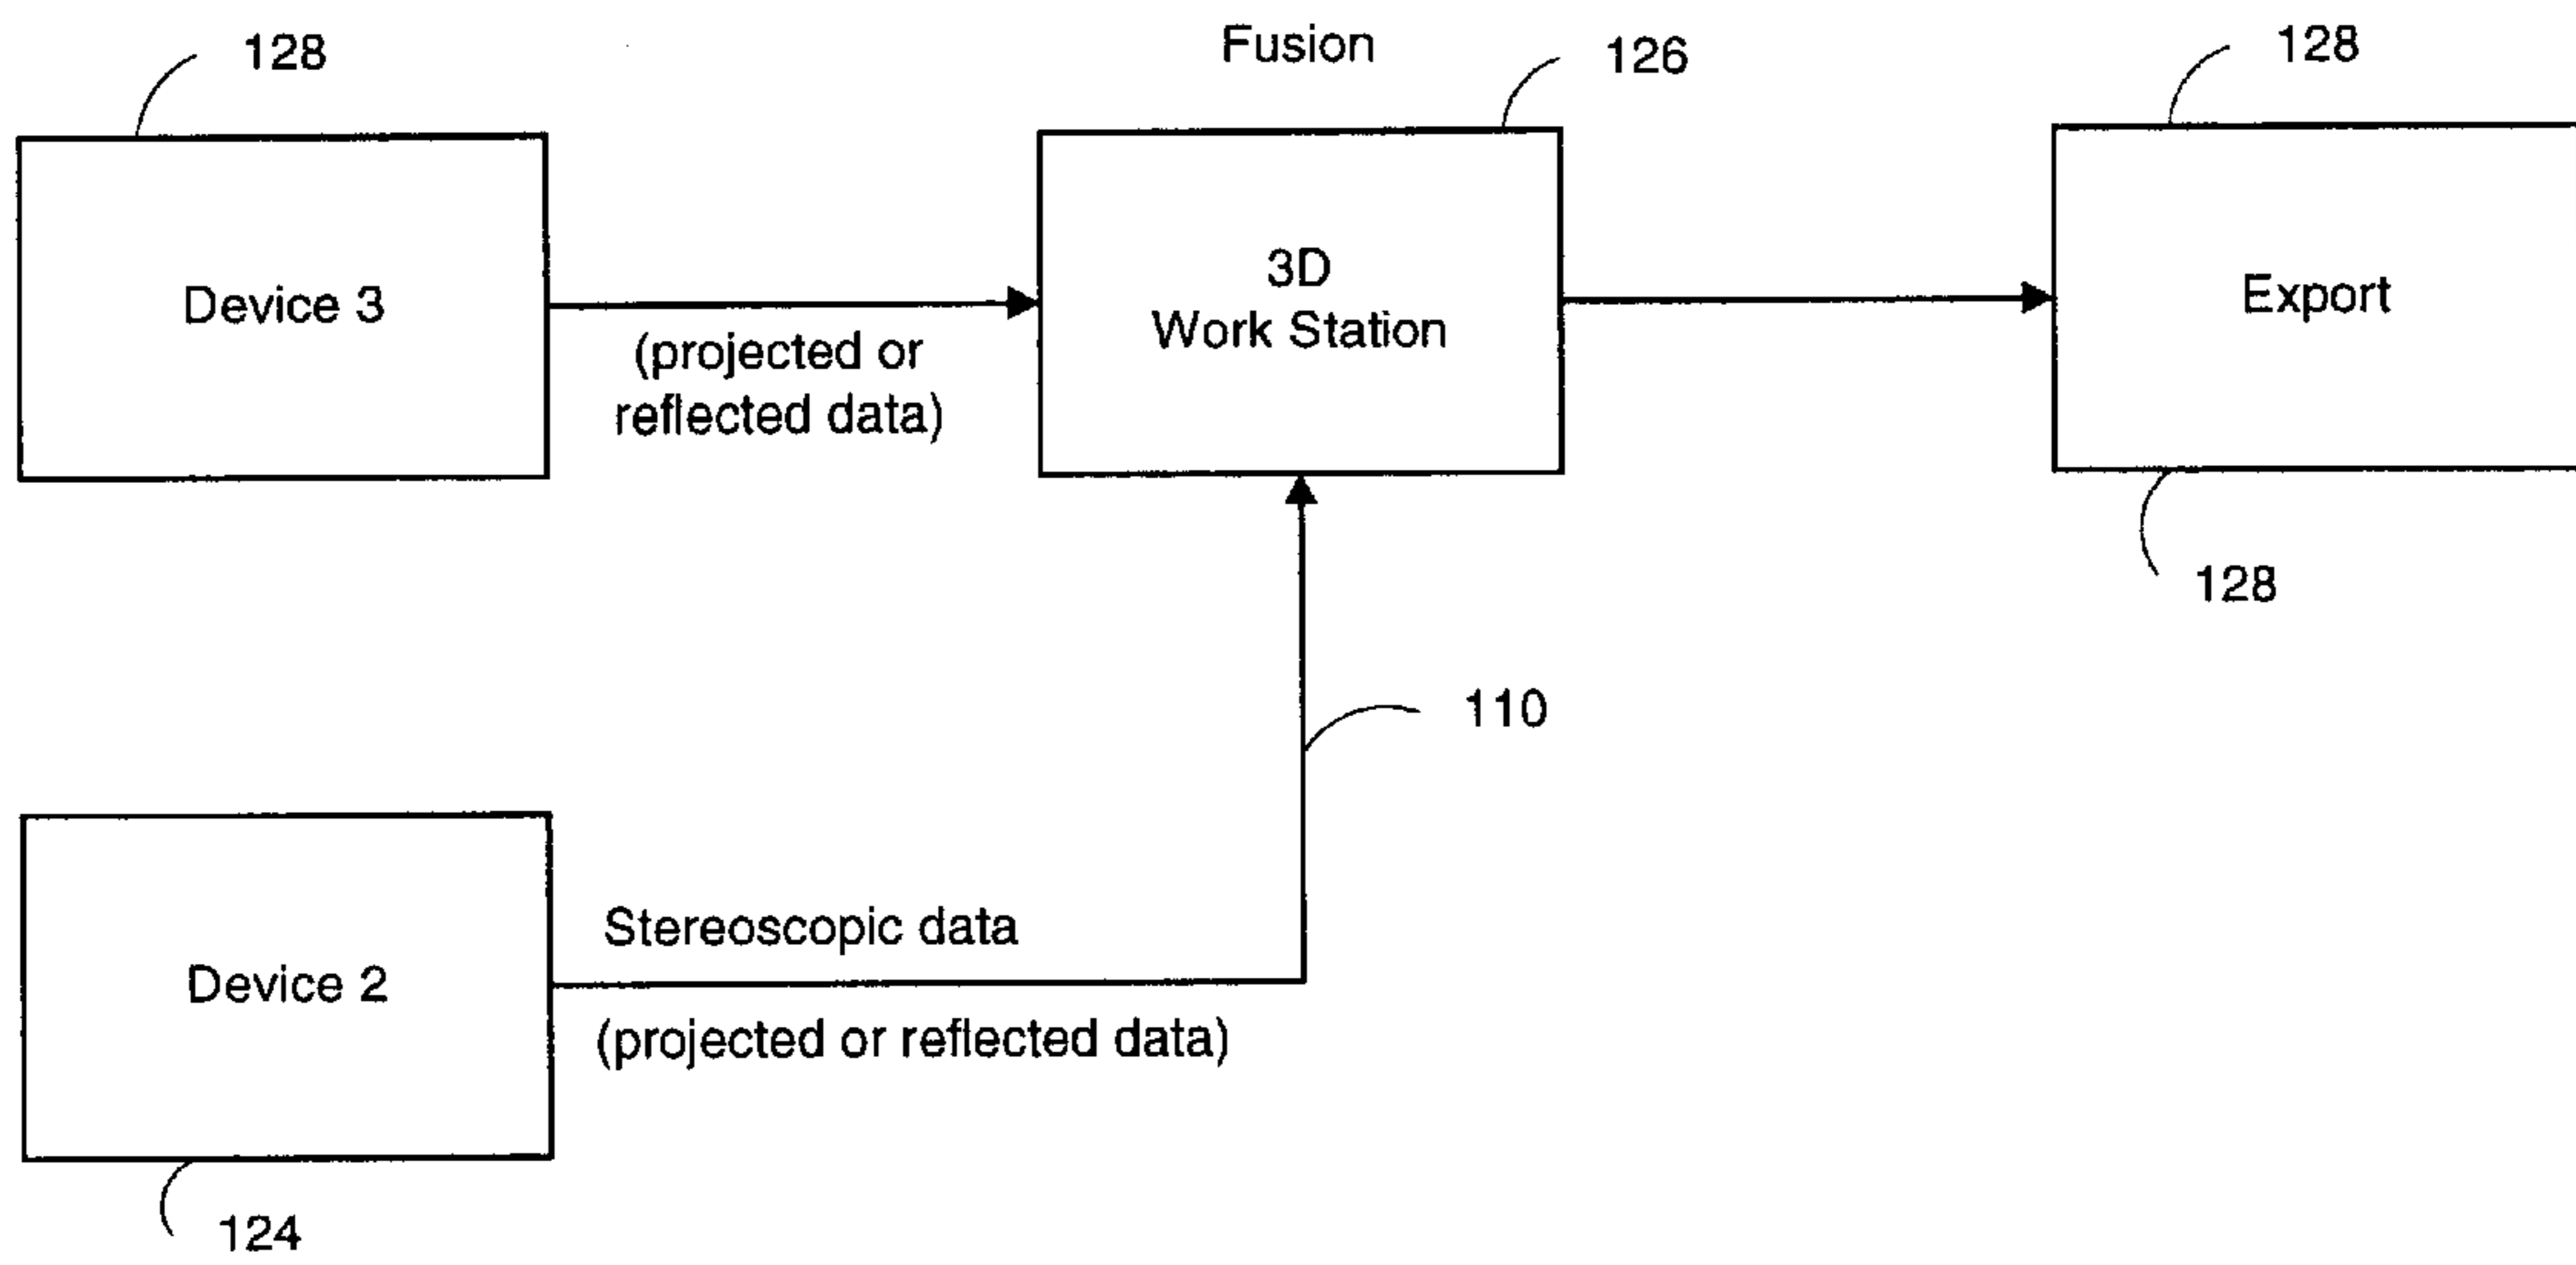 128
Fusion
126
128
Device 3
(projected or
reflected data)
3D
Work Station
Export
128
110
Device 2
Stereoscopic data
(projected or reflected data)
124